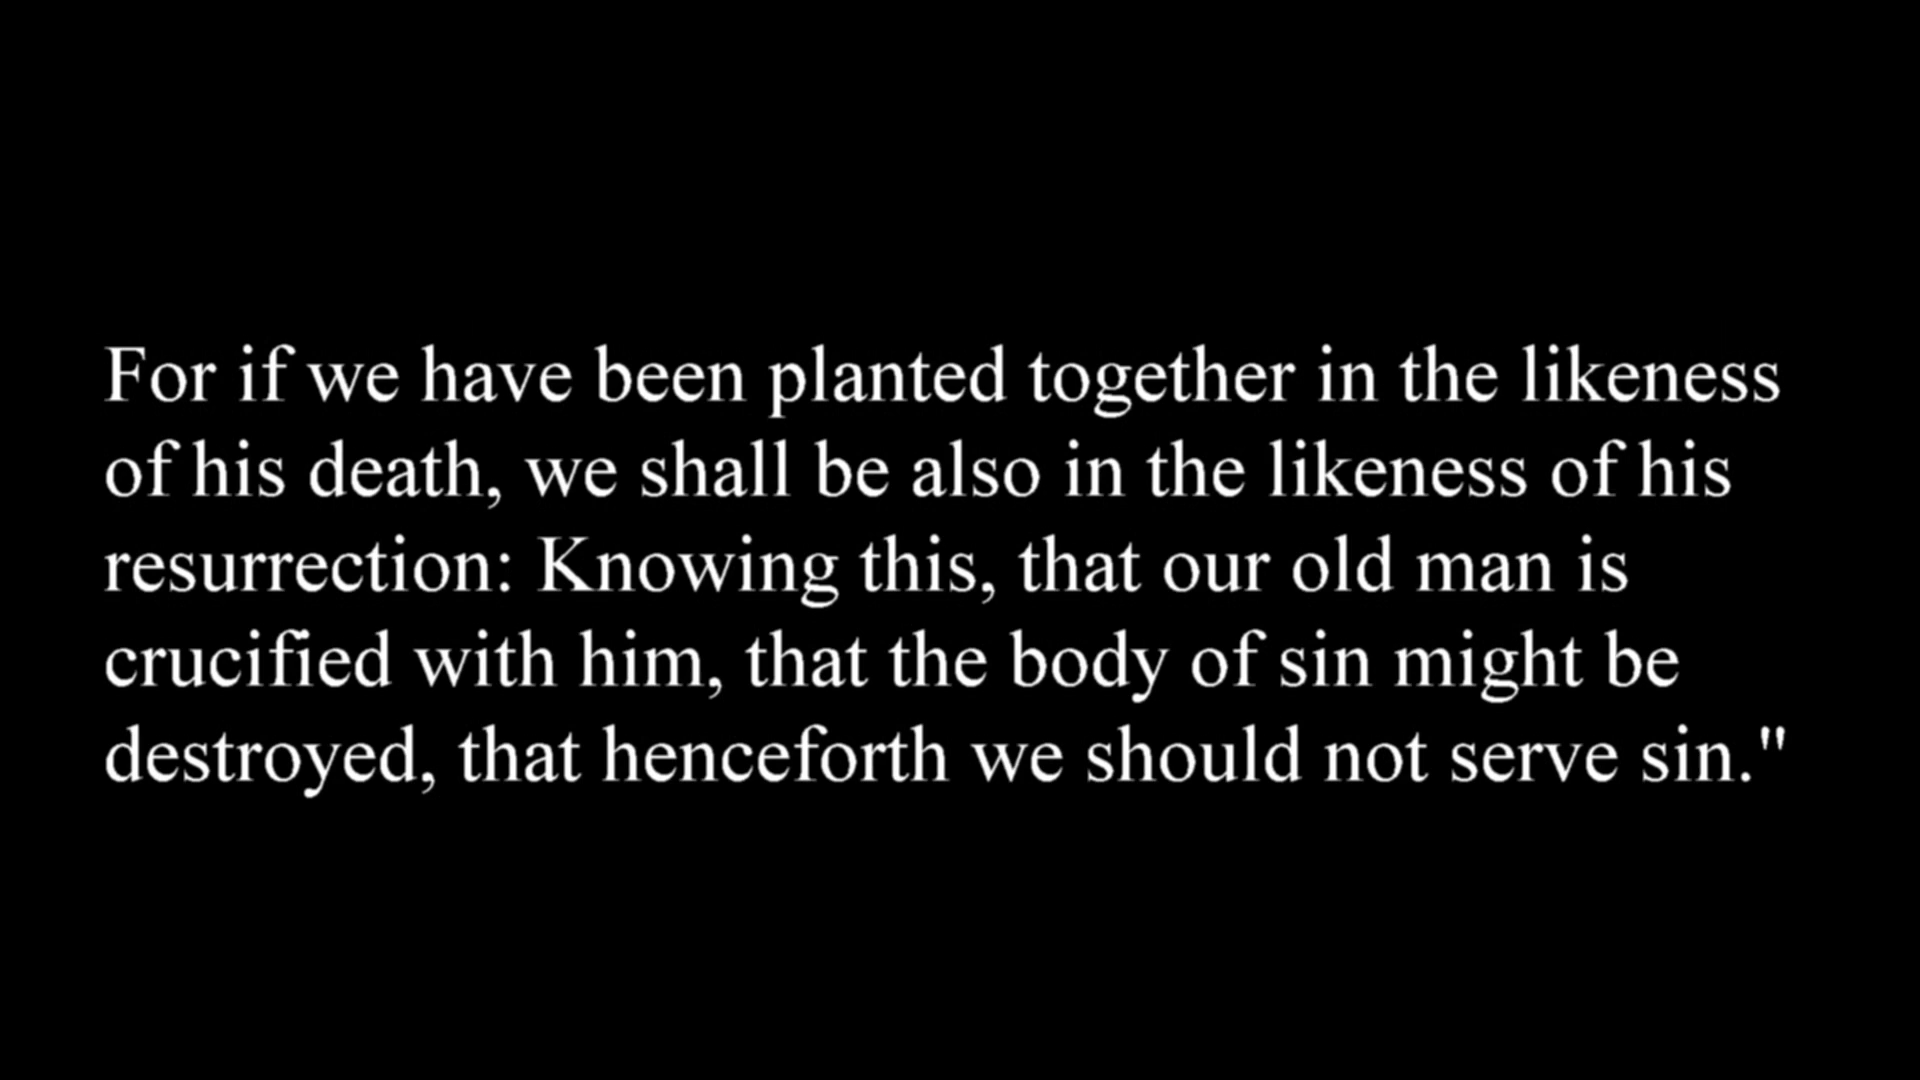 For if we have been planted together in the likeness
of his death, we shall be also in the likeness of his
resurrection: Knowing this, that our old man is
crucified with him, that the body of sin might be
destroyed, that henceforth we should not serve sin."